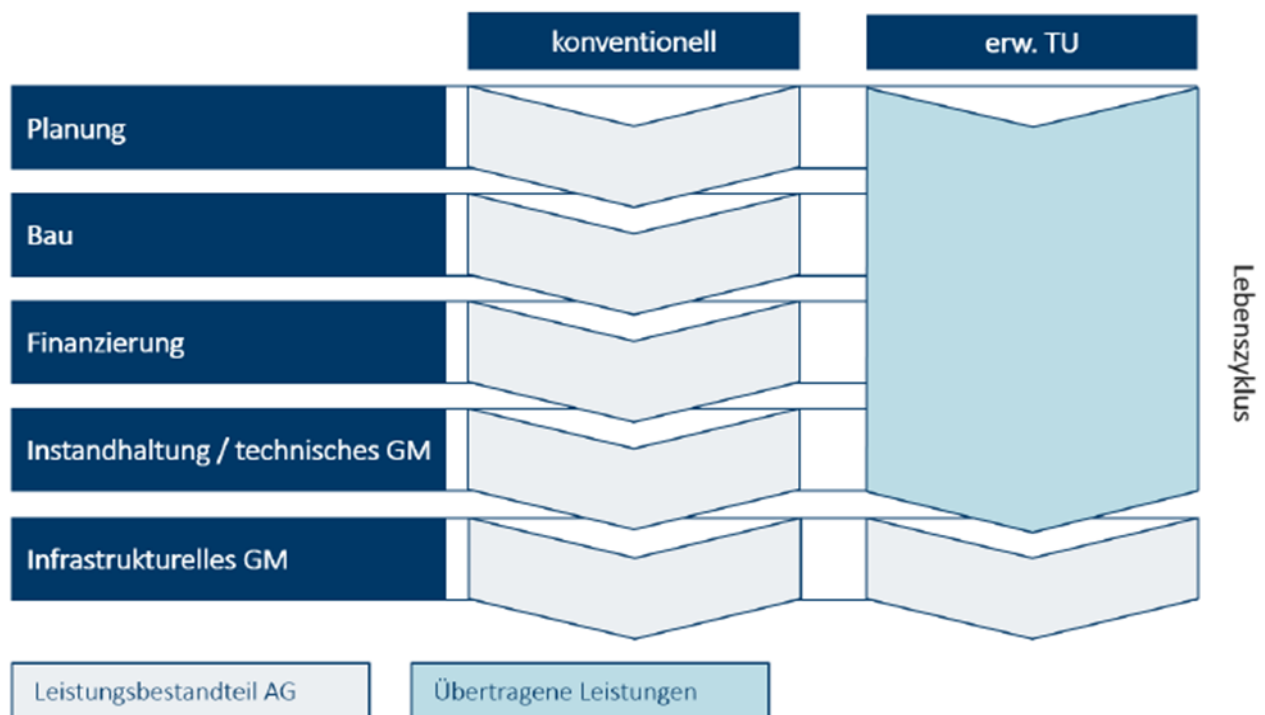 konventionell
erw. TU
Planung
Bau
Finanzierung
Instandhaltung / technisches GM
Infrastrukturelles GM
Lebenszyklus
Leistungsbestandteil AG
Übertragene Leistungen